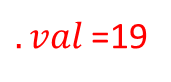 . val =19